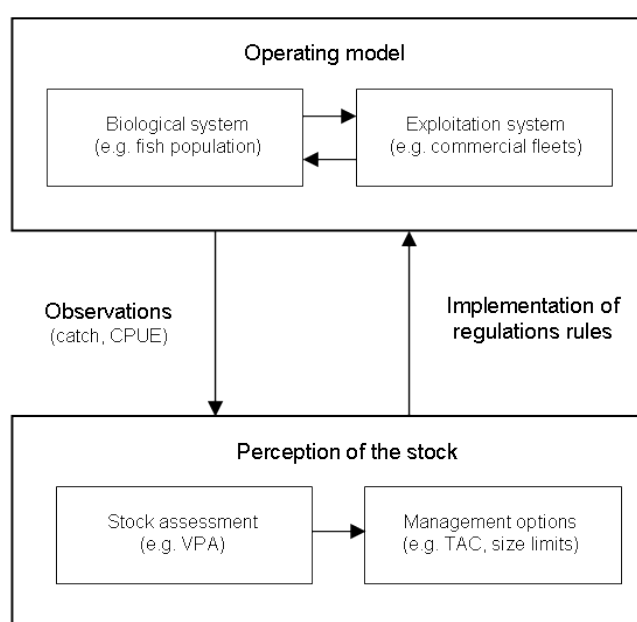 Operating model
Biological system
(e.g. fish population)
Exploitation system
(e.g. commercial fleets)
Observations
(catch, CPUE)
Implementation of
regulations rules
Perception of the stock
Stock assessment
(e.g. VPA)
Management options
(e.g. TAC, size limits)